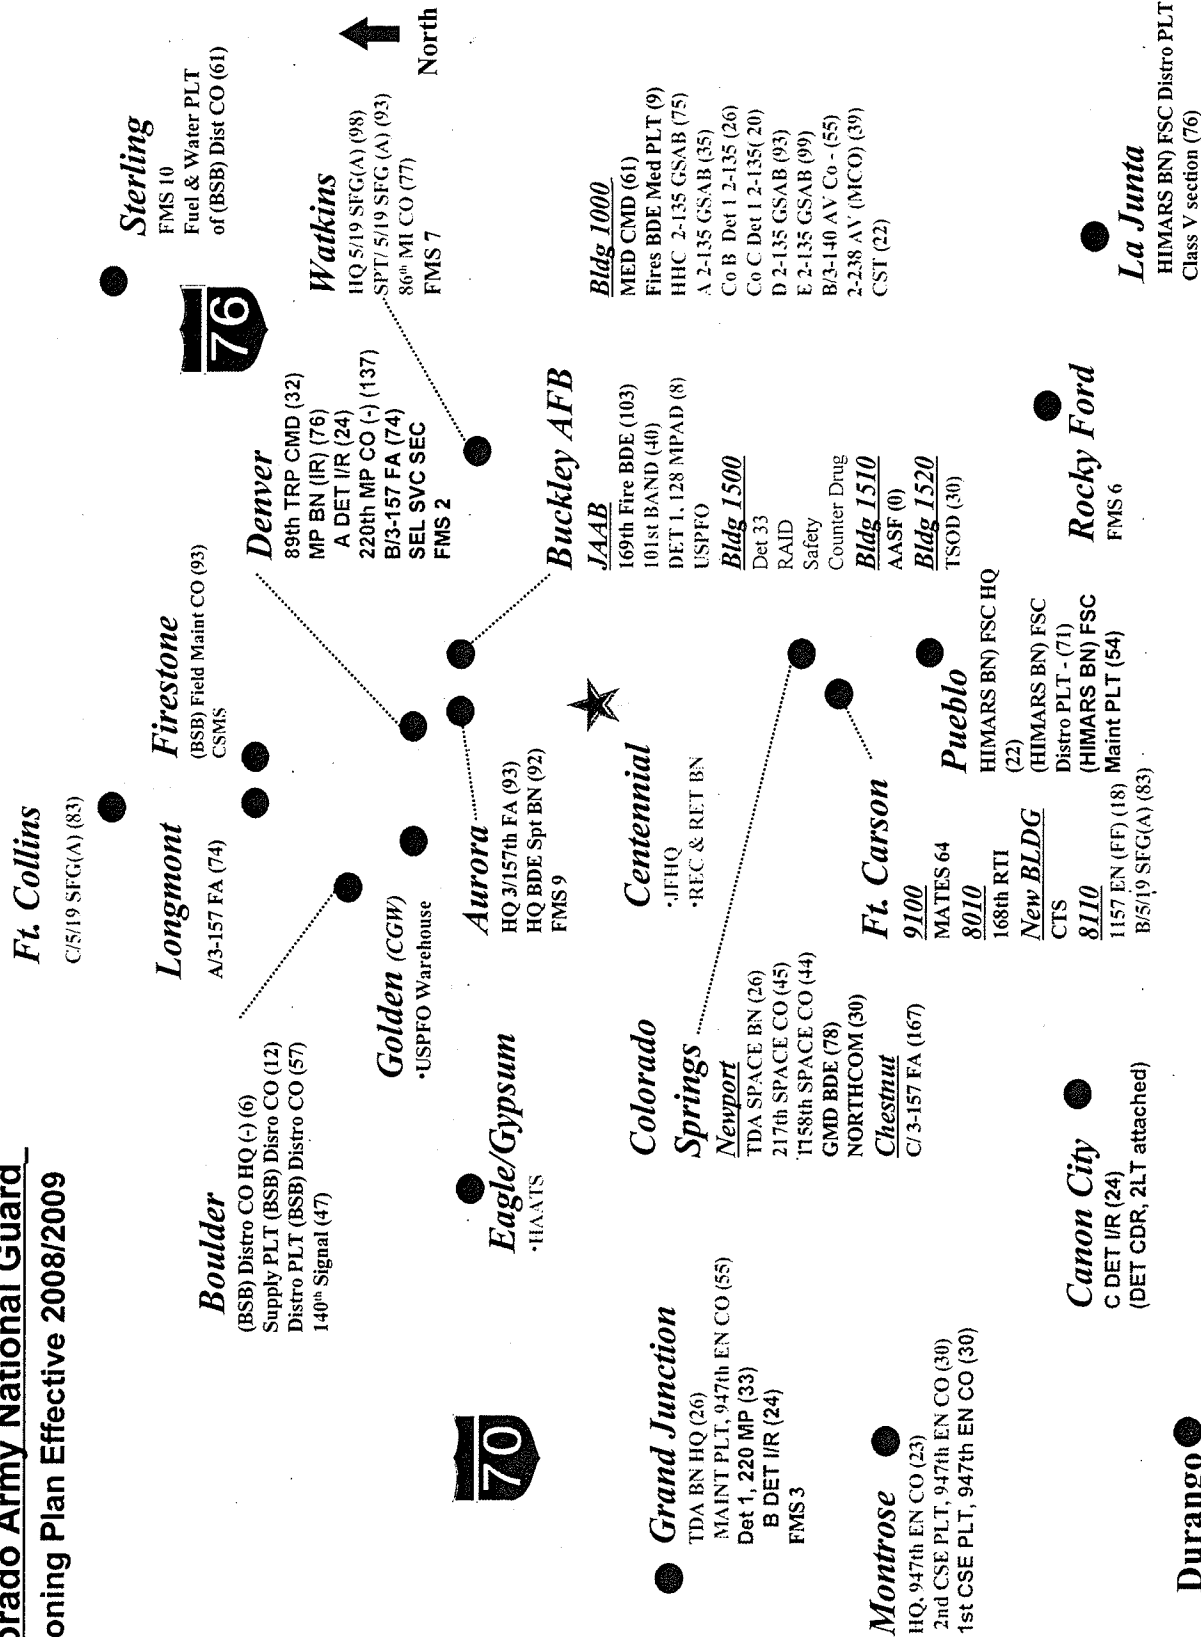 orado Army National Guard
oning Plan Effective 2008/2009
Ft. Collins
C/5/19 SFG(A) (83)
Sterling
FMS 10
Fuel & Water PLT
of (BSB) Dist CO (61)
North
76
Longmont
A/3-157 FA (74)
Firestone
(BSB) Field Maint CO (93)
CSMS
Boulder
(BSB) Distro CO HQ (-) (6)
Supply PLT (BSB) Disro CO (12)
Distro PLT (BSB) Distro CO (57)
140th Signal (47)
Denver
89th TRP CMD (32)
MP BN (IR) (76)
A DET I/R (24)
220th MP CO (-) (137)
B/3-157 FA (74)
SEL SVC SEC
FMS 2
Watkins
HQ 5/19 SFG(A) (98)
SPT/ 5/19 SFG (A) (93)
86th MI CO (77)
FMS 7
Golden (CGW)
·USPFO Warehouse
Aurora
HQ 3/157th FA (93)
HQ BDE Spt BN (92)
FMS 9
70
Eagle/Gypsum
·HAATS
Buckley AFB
JAAB
169th Fire BDE (103)
101st BAND (40)
DET 1, 128 MPAD (8)
USPFO
Bldg 1500
Det 33
RAID
Safety
Counter Drug
Bldg 1510
AASF (0)
Bldg 1520
TSOD (30)
Bldg 1000
MED CMD (61)
Fires BDE Med PLT (9)
HHC 2-135 GSAB (75)
A 2-135 GSAB (35)
Co B Det 1 2-135 (26)
Co C Det 1 2-135( 20)
D 2-135 GSAB (93)
E 2-135 GSAB (99)
B/3-140 AV Co - (55)
2-238 AV (MCO) (39)
CST (22)
Centennial
·JFHQ
·REC & RET BN
Grand Junction
TDA BN HQ (26)
MAINT PLT, 947th EN CO (55)
Det 1, 220 MP (33)
B DET I/R (24)
FMS 3
Colorado
Springs
Newport
TDA SPACE BN (26)
217th SPACE CO (45)
1158th SPACE CO (44)
GMD BDE (78)
NORTHCOM (30)
Chestnut
C/ 3-157 FA (167)
Ft. Carson
9100
MATES 64
8010
168th RTI
New BLDG
CTS
8110
1157 EN (FF) (18)
B/5/19 SFG(A) (83)
Pueblo
HIMARS BN) FSC HQ
(22)
(HIMARS BN) FSC
Distro PLT - (71)
(HIMARS BN) FSC
Maint PLT (54)
Montrose
HQ, 947th EN CO (23)
2nd CSE PLT, 947th EN CO (30)
1st CSE PLT, 947th EN CO (30)
Canon City
C DET I/R (24)
(DET CDR, 2LT attached)
Rocky Ford
FMS 6
La Junta
HIMARS BN) FSC Distro PLT
Class V section (76)
Durango